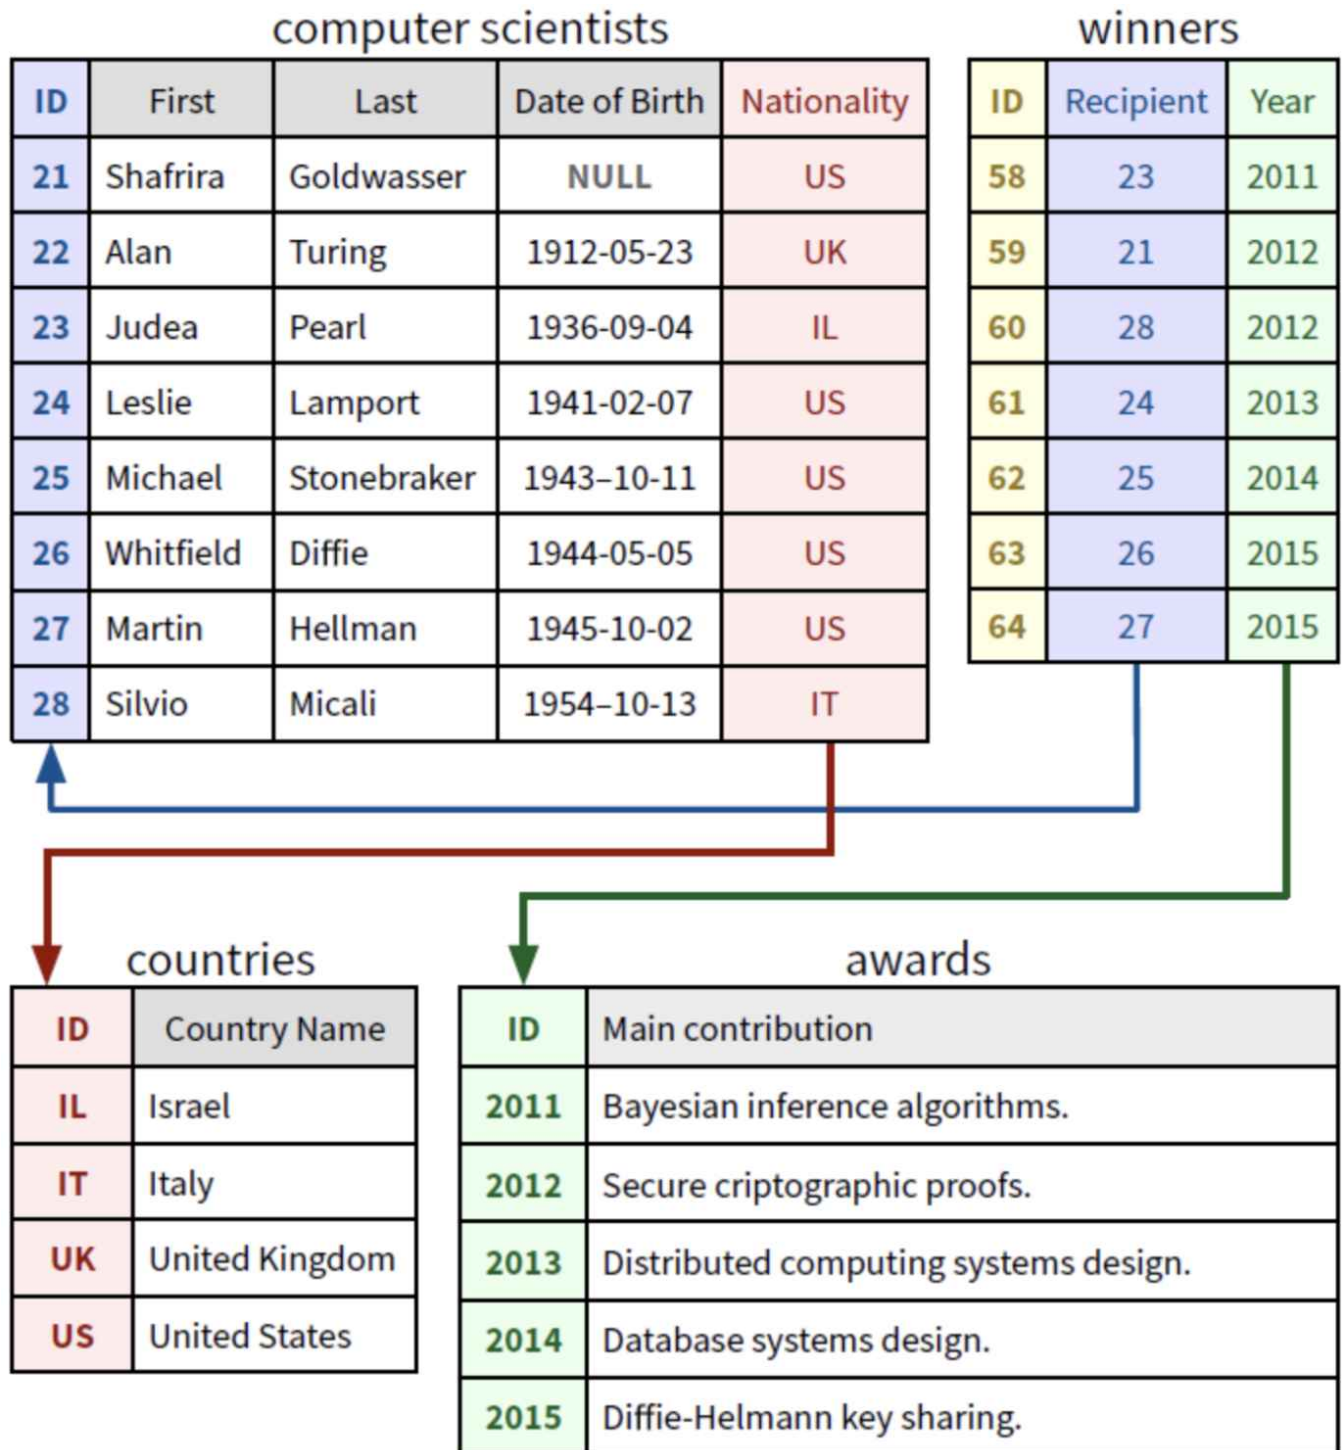 computer scientists
ID First Last Date of Birth Nationality
21 Shafrira Goldwasser NULL US
22 Alan Turing 1912-05-23 UK
23 Judea Pearl 1936-09-04 IL
24 Leslie Lamport 1941-02-07 US
25 Michael Stonebraker 1943–10-11 US
26 Whitfield Diffie 1944-05-05 US
27 Martin Hellman 1945-10-02 US
28 Silvio Micali 1954–10-13 IT
winners
ID Recipient Year
58 23 2011
59 21 2012
60 28 2012
61 24 2013
62 25 2014
63 26 2015
64 27 2015
countries
ID Country Name
IL Israel
IT Italy
UK United Kingdom
US United States
awards
ID Main contribution
2011 Bayesian inference algorithms.
2012 Secure criptographic proofs.
2013 Distributed computing systems design.
2014 Database systems design.
2015 Diffie-Helmann key sharing.